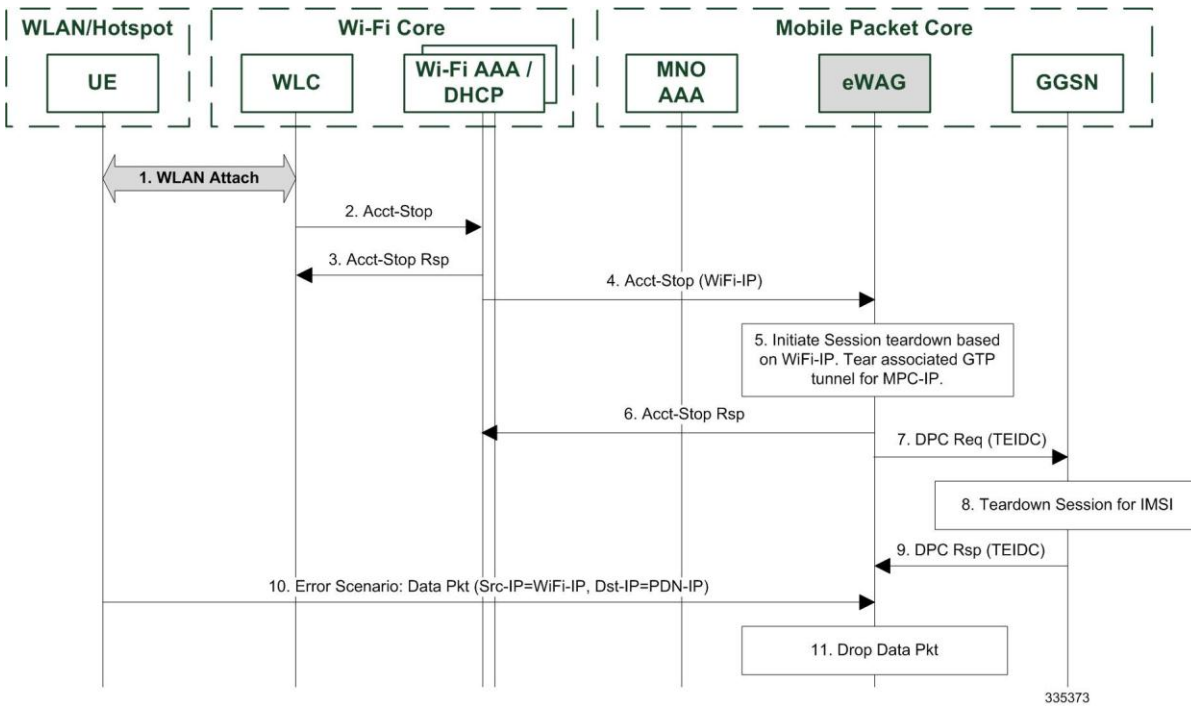 WLAN/Hotspot
Wi-Fi Core
Mobile Packet Core
UE
WLC
Wi-Fi AAA /
DHCP
MNO
AAA
eWAG
GGSN
1. WLAN Attach
2. Acct-Stop
3. Acct-Stop Rsp
4. Acct-Stop (WiFi-IP)
5. Initiate Session teardown based
on WiFi-IP. Tear associated GTP
tunnel for MPC-IP.
6. Acct-Stop Rsp
7. DPC Req (TEIDC)
8. Teardown Session for IMSI
9. DPC Rsp (TEIDC)
10. Error Scenario: Data Pkt (Src-IP=WiFi-IP, Dst-IP=PDN-IP)
11. Drop Data Pkt
335373